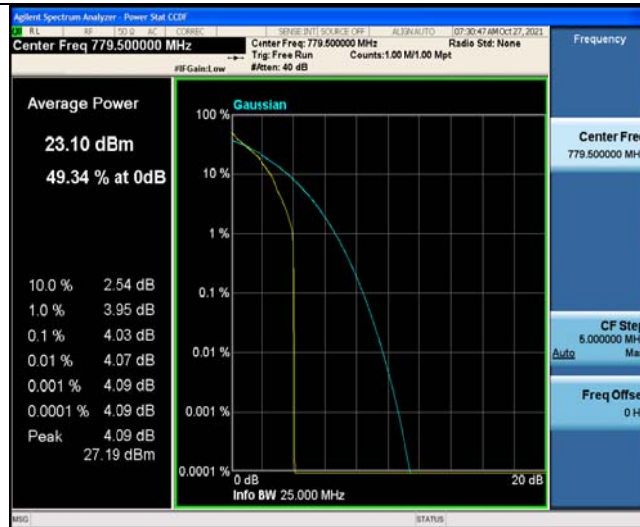 Agilent Spectrum Analyzer - Power Stat CCDF
RL RF 50 Ω AC CORREC SENSE:INT SOURCE OFF ALIGNAUTO 07:30:47 AM Oct 27, 2021
Center Freq 779.500000 MHz
Center Freq: 779.500000 MHz
Radio Std: None
Trig: Free Run Counts:1.00 M/1.00 Mpt
#IFGain:Low
#Atten: 40 dB
Average Power
23.10 dBm
49.34 % at 0dB
10.0 % 2.54 dB
1.0 % 3.95 dB
0.1 % 4.03 dB
0.01 % 4.07 dB
0.001 % 4.09 dB
0.0001 % 4.09 dB
Peak 4.09 dB
27.19 dBm
Gaussian
100 %
10 %
1 %
0.1 %
0.01 %
0.001 %
0.0001 %
0 dB
20 dB
Info BW 25.000 MHz
Frequency
Center Fre
779.500000 MH
CF Step
5.000000 MH
Auto Ma
Freq Offse
0 H
MSG
STATUS